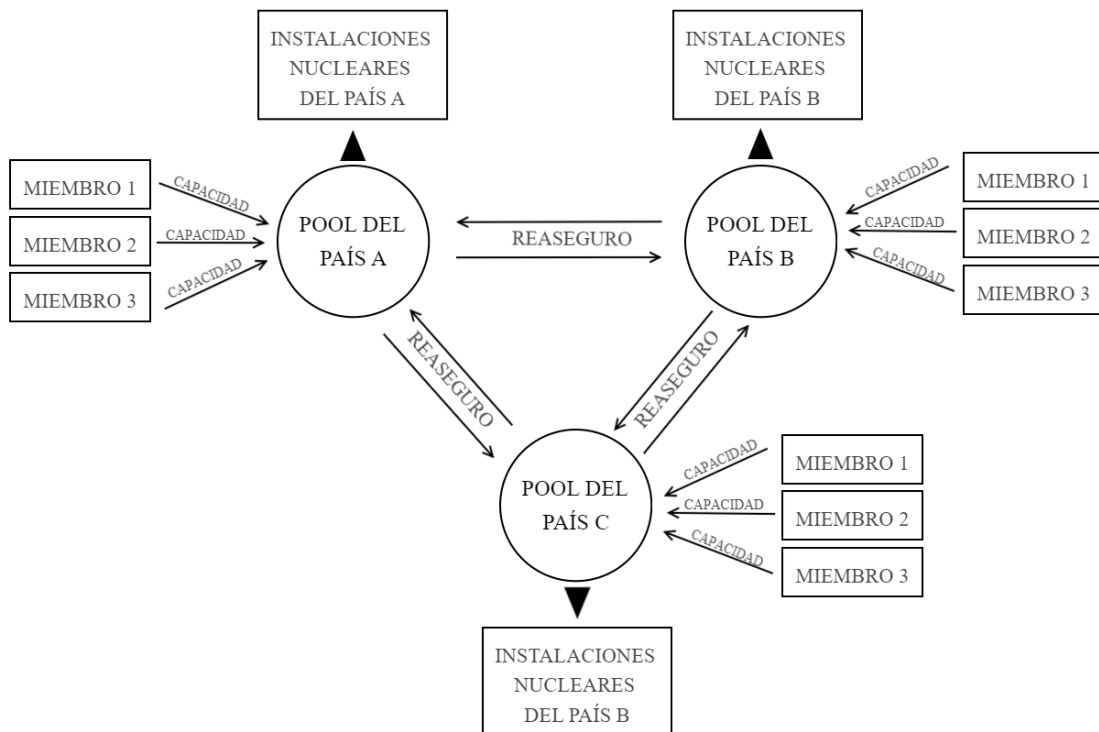 INSTALACIONES
NUCLEARES
DEL PAÍS A
INSTALACIONES
NUCLEARES
DEL PAÍS B
MIEMBRO 1
MIEMBRO 2
MIEMBRO 3
CAPACIDAD
CAPACIDAD
CAPACIDAD
POOL DEL
PAÍS A
REASEGURO
POOL DEL
PAÍS B
CAPACIDAD
CAPACIDAD
CAPACIDAD
MIEMBRO 1
MIEMBRO 2
MIEMBRO 3
REASEGURO
REASEGURO
POOL DEL
PAÍS C
CAPACIDAD
CAPACIDAD
CAPACIDAD
MIEMBRO 1
MIEMBRO 2
MIEMBRO 3
INSTALACIONES
NUCLEARES
DEL PAÍS B